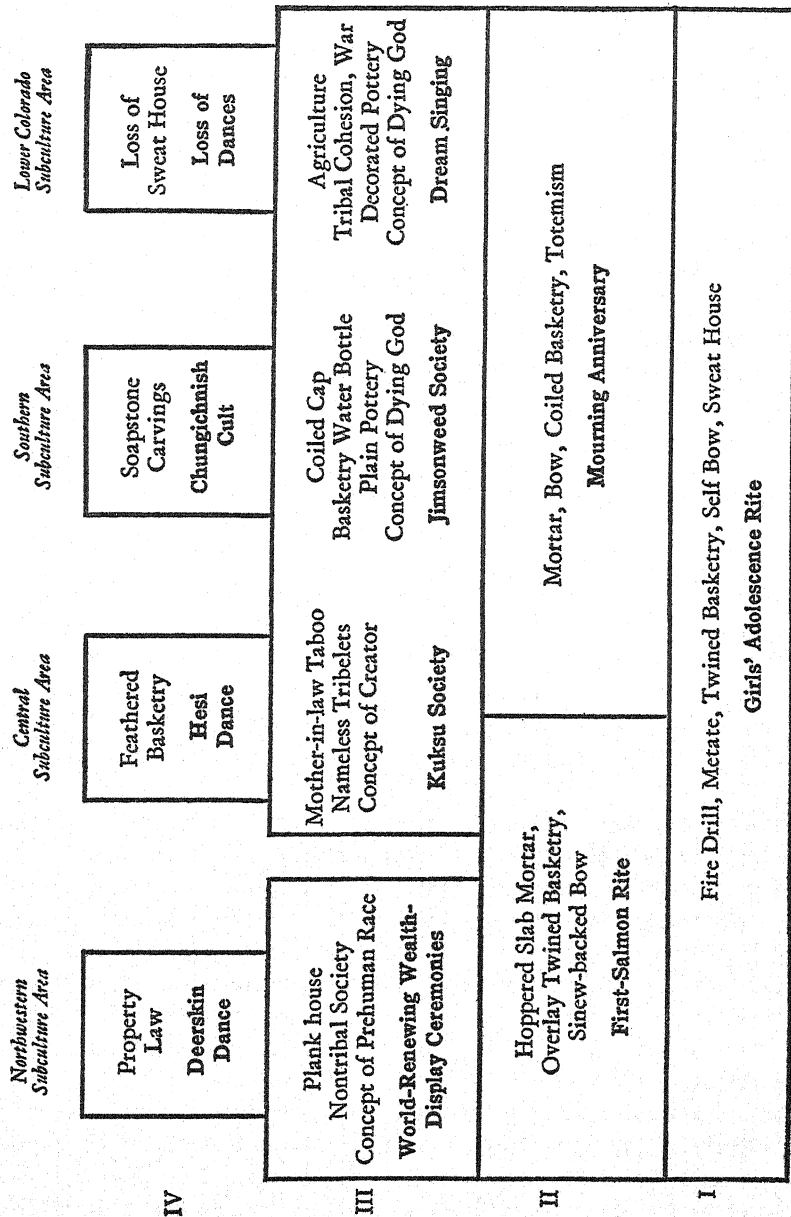 Northwestern
Subculture Area
Central
Subculture Area
Southern
Subculture Area
Lower Colorado
Subculture Area
IV
Property
Law
Deerskin
Dance
Feathered
Basketry
Hesi
Dance
Soapstone
Carvings
Chungichnish
Cult
Loss of
Sweat House
Loss of
Dances
III
Plank house
Nontribal Society
Concept of Prehuman Race
World-Renewing Wealth-
Display Ceremonies
Mother-in-law Taboo
Nameless Tribelets
Concept of Creator
Kuksu Society
Coiled Cap
Basketry Water Bottle
Plain Pottery
Concept of Dying God
Jimsonweed Society
Agriculture
Tribal Cohesion, War
Decorated Pottery
Concept of Dying God
Dream Singing
II
Hoppered Slab Mortar,
Overlay Twined Basketry,
Sinew-backed Bow
First-Salmon Rite
Mortar, Bow, Coiled Basketry, Totemism
Mourning Anniversary
I
Fire Drill, Metate, Twined Basketry, Self Bow, Sweat House
Girls' Adolescence Rite